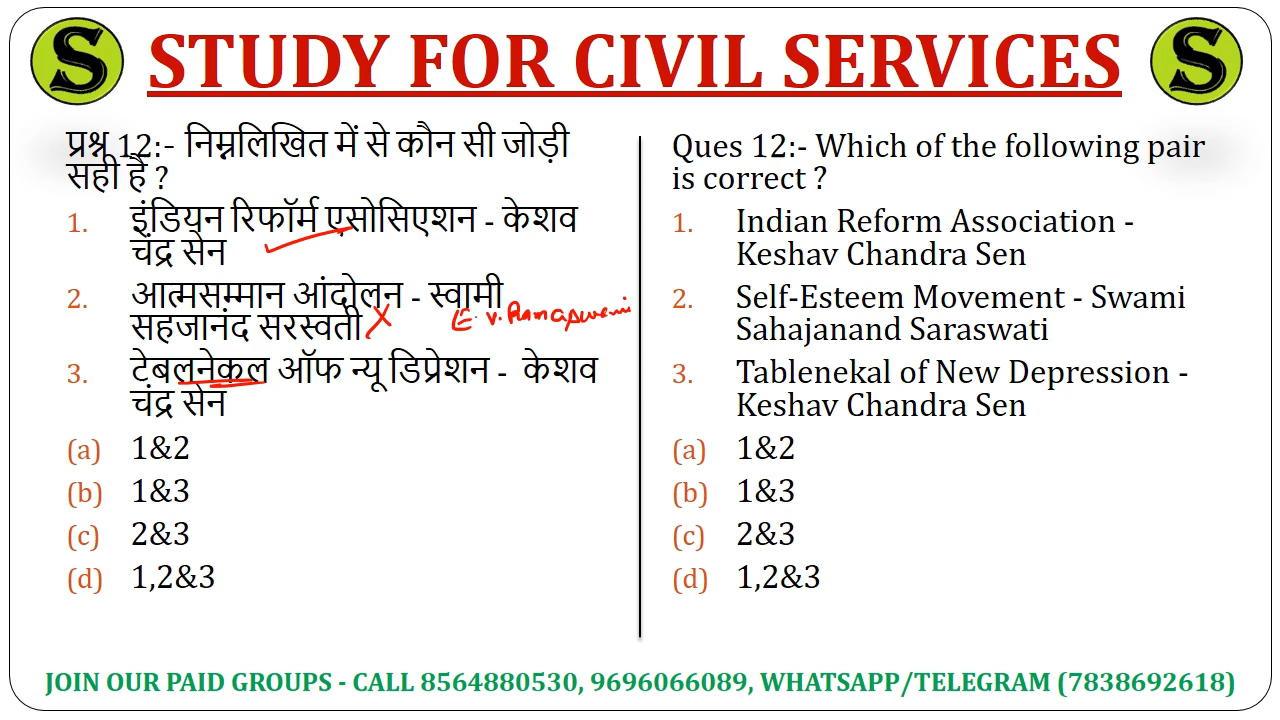 S STUDY FOR CIVIL SERVICES S
प्रश्न 12:- निम्नलिखित में से कौन सी जोड़ी
सही है ?
1. इंडियन रिफॉर्म एसोसिएशन - केशव
चंद्र सेन
2. आत्मसम्मान आंदोलन - स्वामी
सहजानंद सरस्वती
E. V. Ramaswami
3. टेबलनेकल ऑफ न्यू डिप्रेशन - केशव
चंद्र सेन
(a) 1&2
(b) 1&3
(c) 2&3
(d) 1,2&3
Ques 12:- Which of the following pair
is correct ?
1. Indian Reform Association -
Keshav Chandra Sen
2. Self-Esteem Movement - Swami
Sahajanand Saraswati
3. Tablenekal of New Depression -
Keshav Chandra Sen
(a) 1&2
(b) 1&3
(c) 2&3
(d) 1,2&3
JOIN OUR PAID GROUPS - CALL 8564880530, 9696066089, WHATSAPP/TELEGRAM (7838692618)